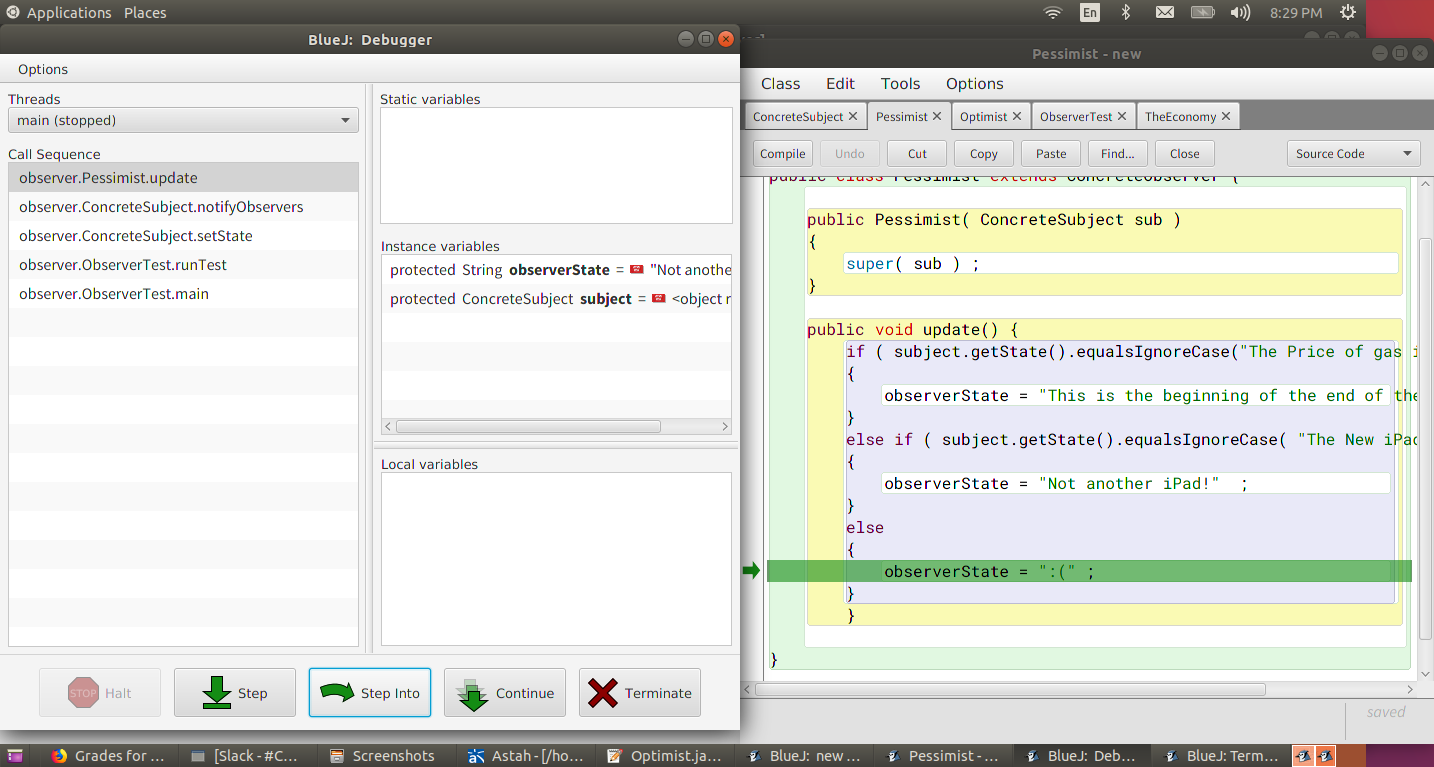 Applications Places
En
8:29 PM
BlueJ: Debugger
Options
Threads
main (stopped)
Call Sequence
observer.Pessimist.update
observer.ConcreteSubject.notifyObservers
observer.ConcreteSubject.setState
observer.ObserverTest.runTest
observer.ObserverTest.main
Static variables
Instance variables
protected String observerState = "Not anothe
protected ConcreteSubject subject = <object r
Local variables
STOP Halt
Step
Step Into
Continue
Terminate
Pessimist - new
Class Edit Tools Options
ConcreteSubject Pessimist Optimist ObserverTest TheEconomy
Compile Undo Cut Copy Paste Find... Close Source Code
public class Pessimist extends ConcreteObserver {
public Pessimist( ConcreteSubject sub )
{
super( sub ) ;
}
public void update() {
if ( subject.getState().equalsIgnoreCase("The Price of gas i
{
observerState = "This is the beginning of the end of the
}
else if ( subject.getState().equalsIgnoreCase( "The New iPad
{
observerState = "Not another iPad!" ;
}
else
{
observerState = ":(" ;
}
}
}
saved
Grades for ...
[Slack - #C...
Screenshots
Astah - [/ho...
Optimist.ja...
BlueJ: new ...
Pessimist - ...
BlueJ: Deb...
BlueJ: Term...